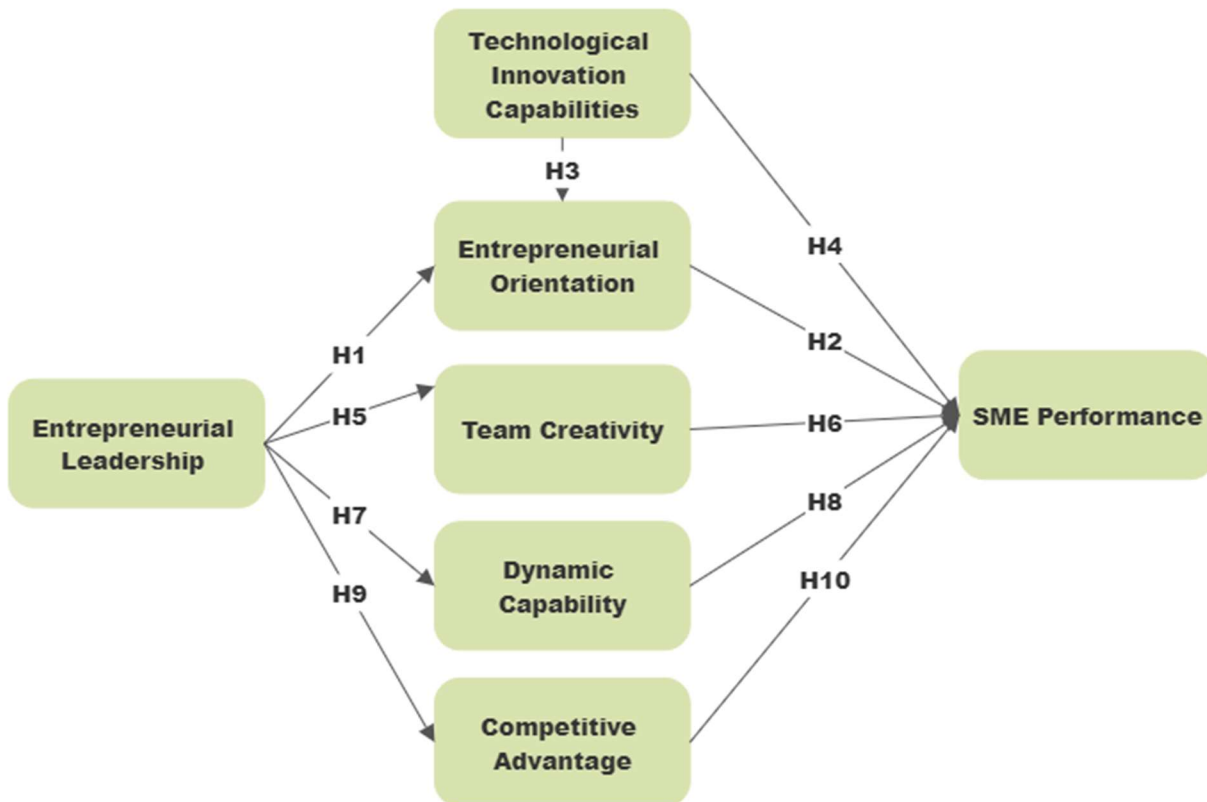 Technological
Innovation
Capabilities
H3
Entrepreneurial
Orientation
H4
H1
H2
H5
Team Creativity
H6
Entrepreneurial
Leadership
SME Performance
H7
H8
Dynamic
Capability
H9
H10
Competitive
Advantage